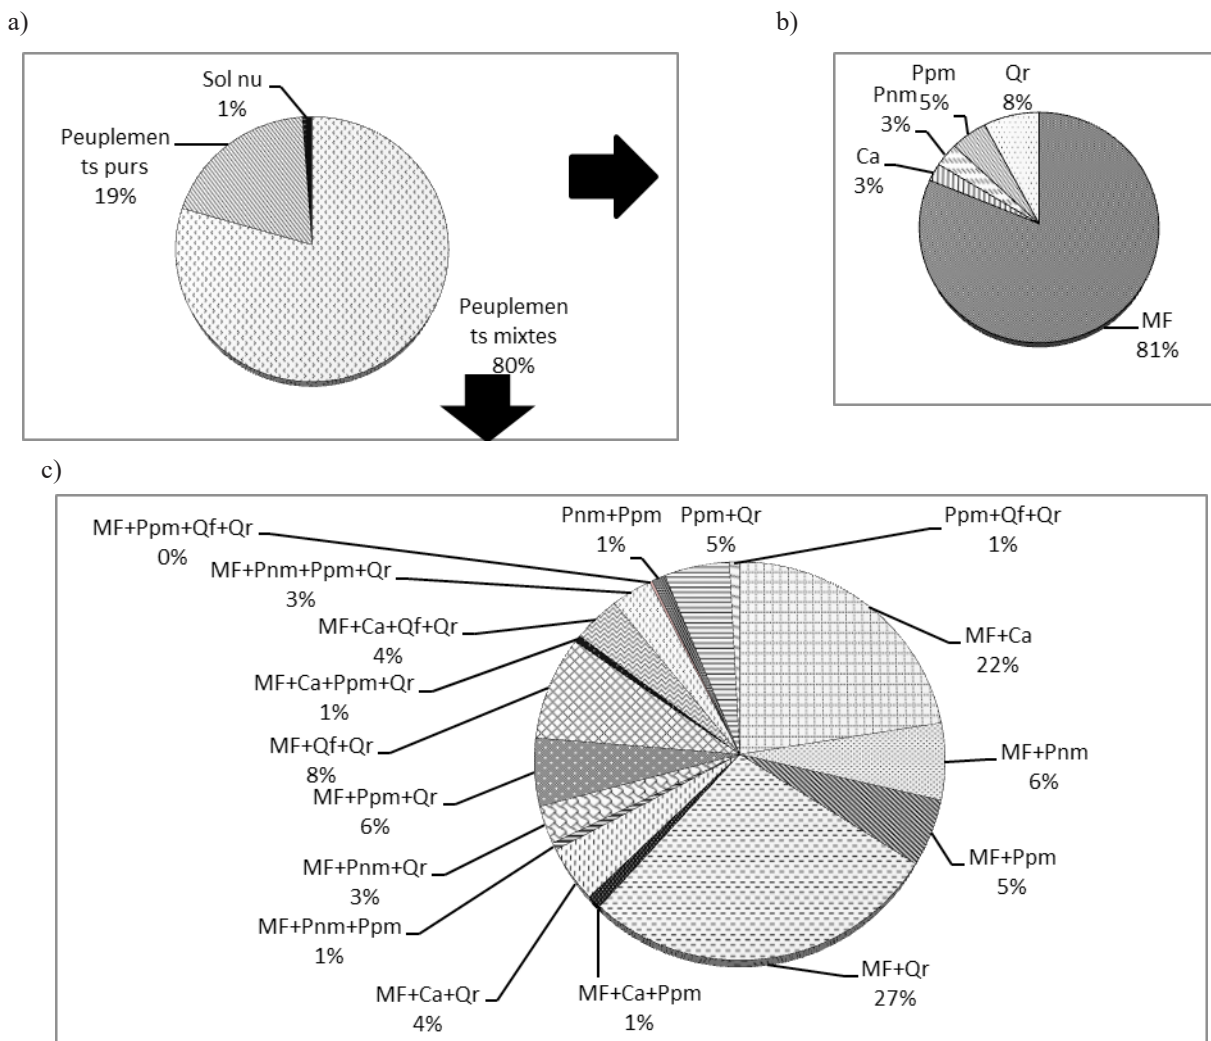 a)
Sol nu
1%
Peuplemen
ts purs
19%
Peuplemen
ts mixtes
80%
b)
Ppm
5%
Qr
8%
Pnm
3%
Ca
3%
MF
81%
c)
MF+Ppm+Qf+Qr
0%
Pnm+Ppm
1%
Ppm+Qr
5%
Ppm+Qf+Qr
1%
MF+Pnm+Ppm+Qr
3%
MF+Ca+Qf+Qr
4%
MF+Ca
22%
MF+Ca+Ppm+Qr
1%
MF+Qf+Qr
8%
MF+Pnm
6%
MF+Ppm+Qr
6%
MF+Pnm+Qr
3%
MF+Ppm
5%
MF+Pnm+Ppm
1%
MF+Ca+Qr
4%
MF+Ca+Ppm
1%
MF+Qr
27%